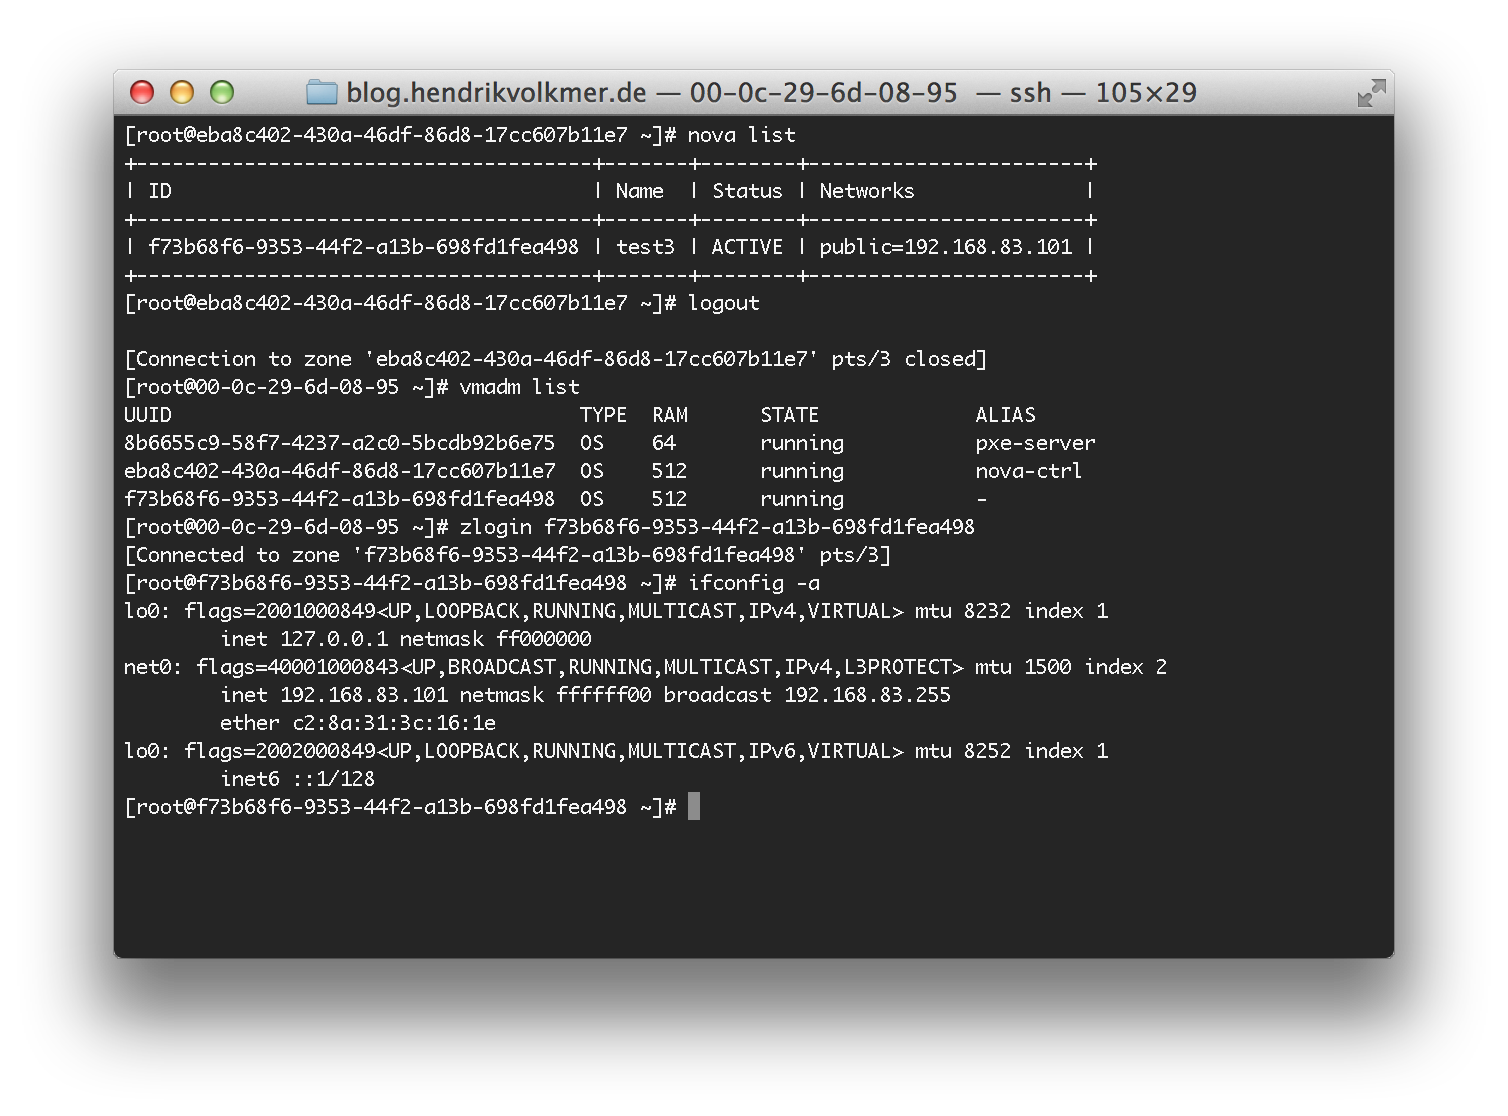 blog.hendrikvolkmer.de — 00-0c-29-6d-08-95 — ssh — 105×29
[root@eba8c402-430a-46df-86d8-17cc607b11e7 ~]# nova list
+--------------------------------------+-------+--------+-----------------------+
| ID                                   | Name  | Status | Networks              |
+--------------------------------------+-------+--------+-----------------------+
| f73b68f6-9353-44f2-a13b-698fd1fea498 | test3 | ACTIVE | public=192.168.83.101 |
+--------------------------------------+-------+--------+-----------------------+
[root@eba8c402-430a-46df-86d8-17cc607b11e7 ~]# logout
[Connection to zone 'eba8c402-430a-46df-86d8-17cc607b11e7' pts/3 closed]
[root@00-0c-29-6d-08-95 ~]# vmadm list
UUID                                  TYPE  RAM      STATE             ALIAS
8b6655c9-58f7-4237-a2c0-5bcdb92b6e75  OS    64       running           pxe-server
eba8c402-430a-46df-86d8-17cc607b11e7  OS    512      running           nova-ctrl
f73b68f6-9353-44f2-a13b-698fd1fea498  OS    512      running           -
[root@00-0c-29-6d-08-95 ~]# zlogin f73b68f6-9353-44f2-a13b-698fd1fea498
[Connected to zone 'f73b68f6-9353-44f2-a13b-698fd1fea498' pts/3]
[root@f73b68f6-9353-44f2-a13b-698fd1fea498 ~]# ifconfig -a
lo0: flags=2001000849<UP,LOOPBACK,RUNNING,MULTICAST,IPv4,VIRTUAL> mtu 8232 index 1
        inet 127.0.0.1 netmask ff000000
net0: flags=40001000843<UP,BROADCAST,RUNNING,MULTICAST,IPv4,L3PROTECT> mtu 1500 index 2
        inet 192.168.83.101 netmask ffffff00 broadcast 192.168.83.255
        ether c2:8a:31:3c:16:1e
lo0: flags=2002000849<UP,LOOPBACK,RUNNING,MULTICAST,IPv6,VIRTUAL> mtu 8252 index 1
        inet6 ::1/128
[root@f73b68f6-9353-44f2-a13b-698fd1fea498 ~]#